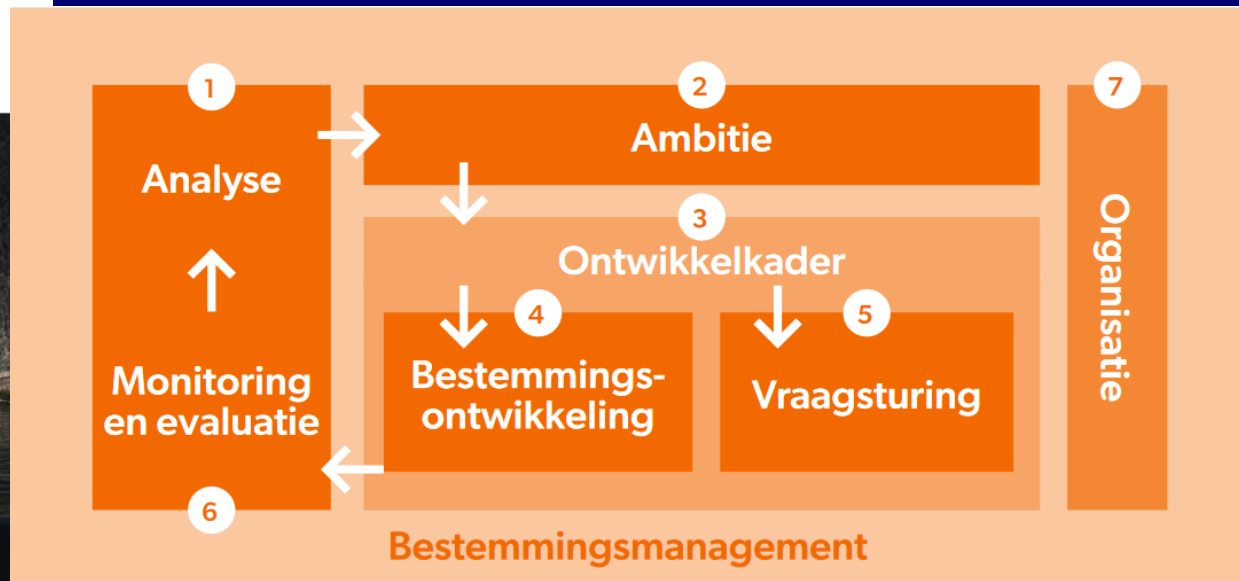 1
Analyse
2
Ambitie
3
Ontwikkelkader
4
Bestemmings-
ontwikkeling
5
Vraagsturing
Monitoring
en evaluatie
6
7
Organisatie
Bestemmingsmanagement